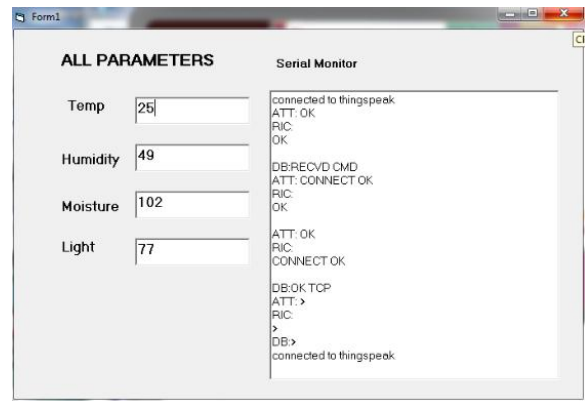 Form1
ALL PARAMETERS
Temp 25
Humidity 49
Moisture 102
Light 77
Serial Monitor
connected to thingspeak
ATT: OK
RIC:
OK
DB:RECVD CMD
ATT: CONNECT OK
RIC:
OK
ATT: OK
RIC:
CONNECT OK
DB:OK TCP
ATT: >
RIC:
>
DB:>
connected to thingspeak